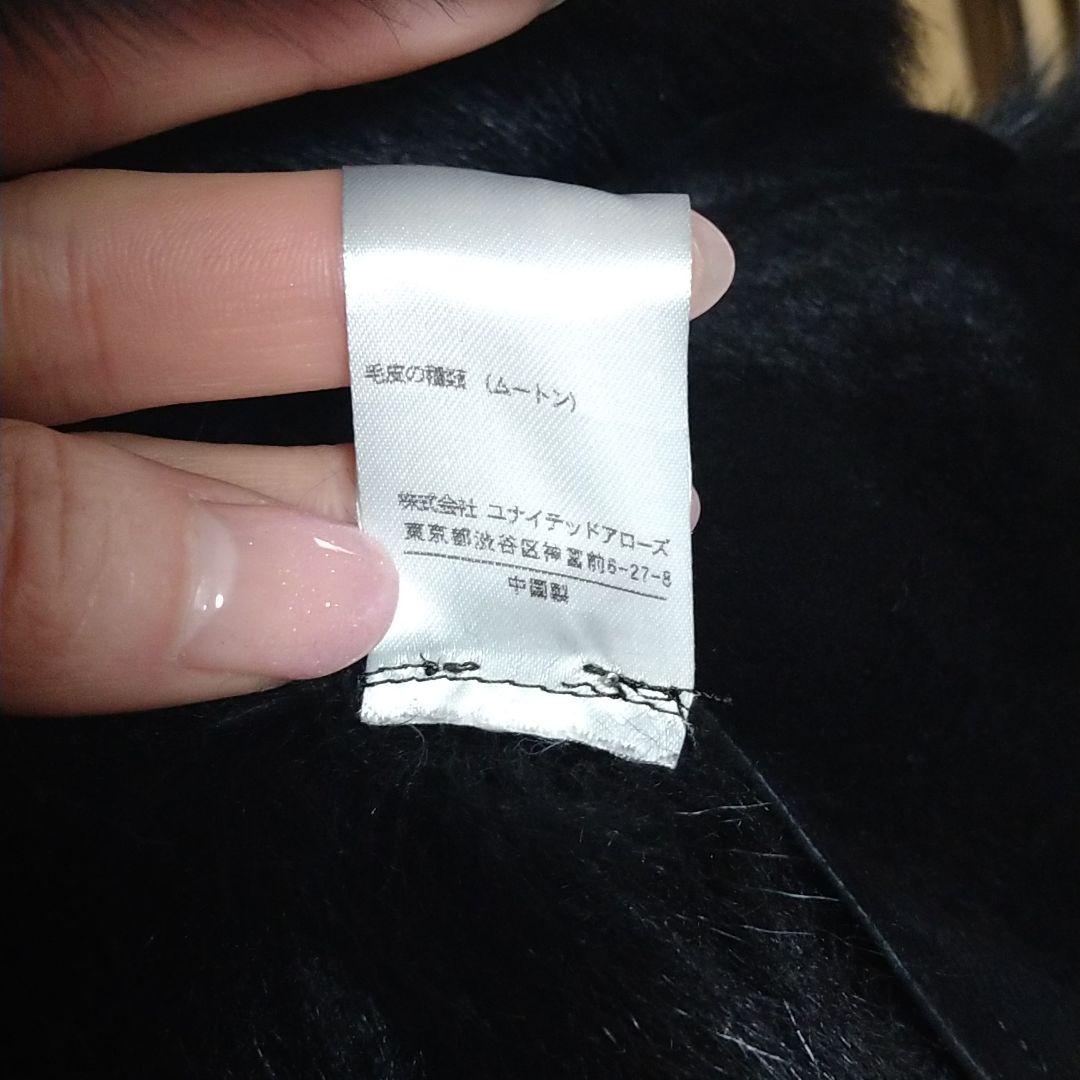 毛皮の種類 (ムートン)
株式会社 ユナイテッドアローズ
東京都渋谷区神宮前6-27-8
中国製